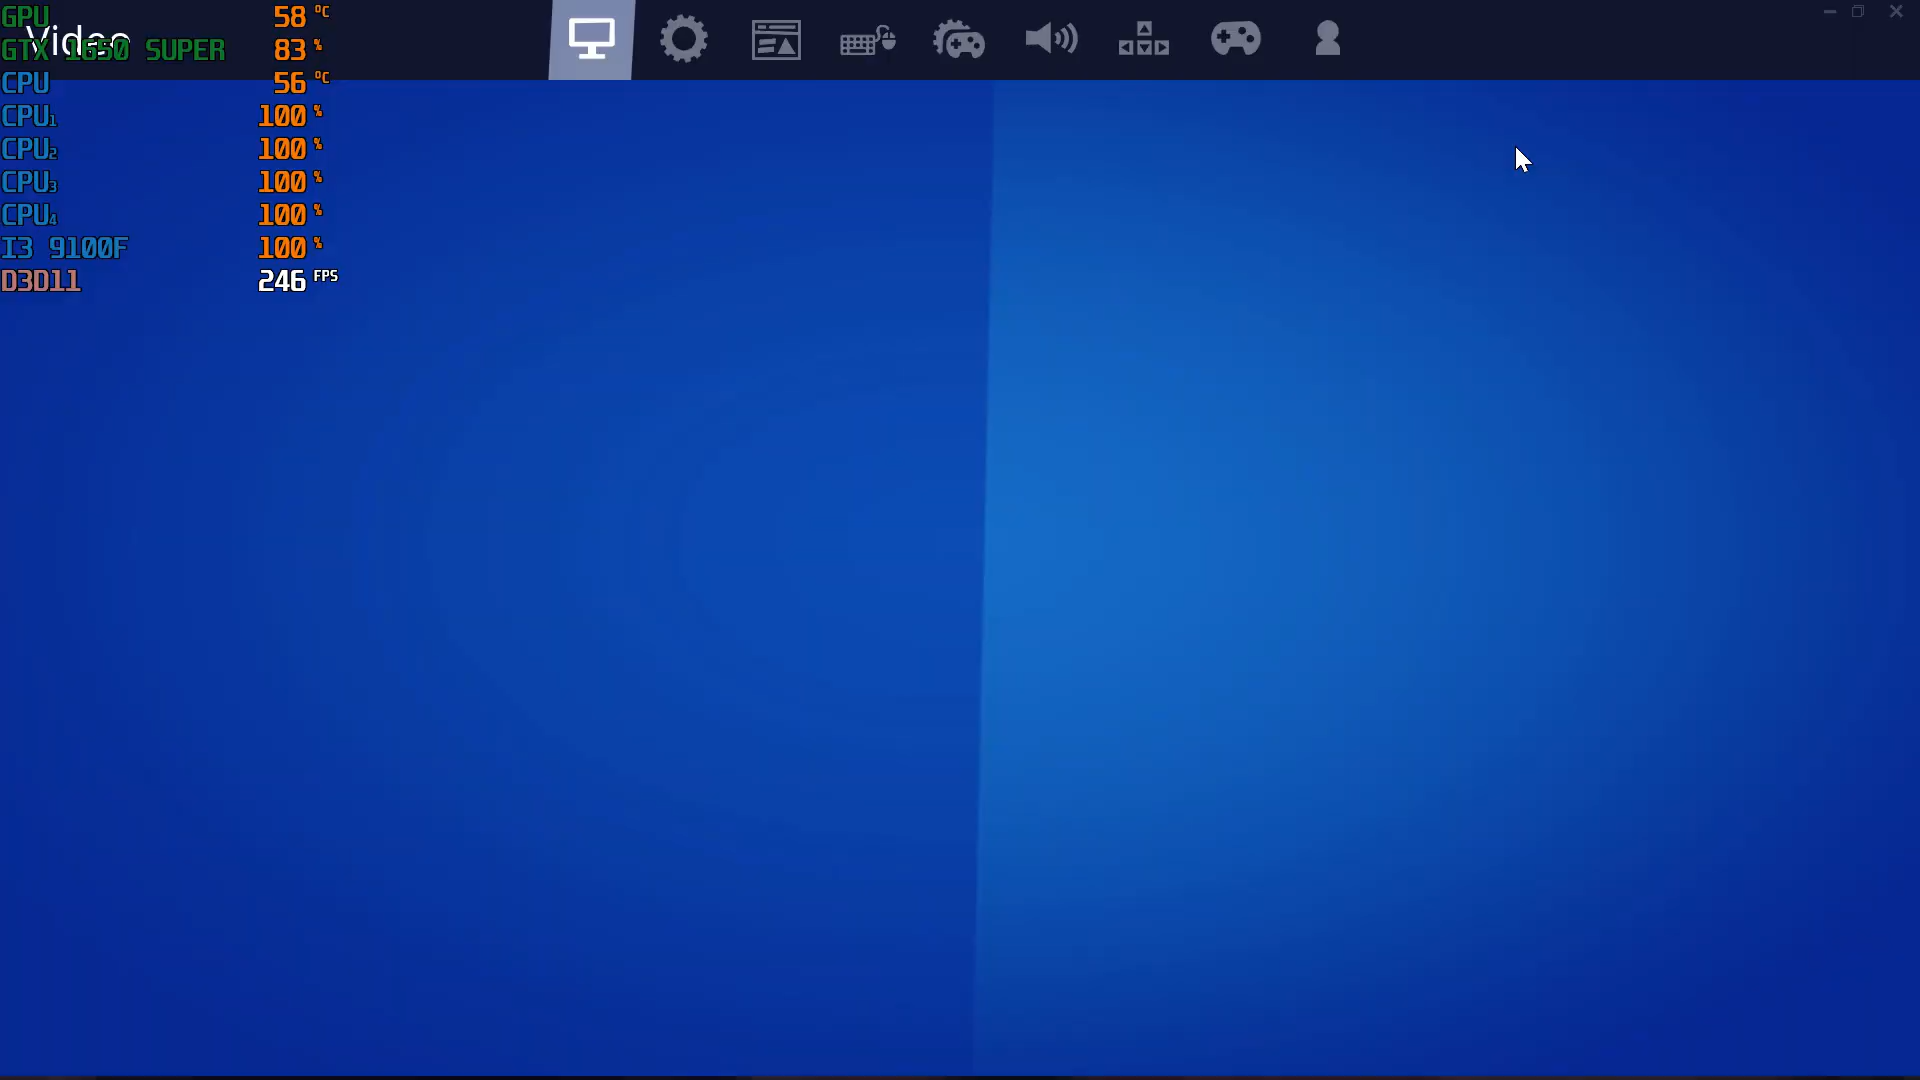 Video
GPU 58 °C
GTX 1650 SUPER 83 %
CPU 56 °C
CPU1 100 %
CPU2 100 %
CPU3 100 %
CPU4 100 %
I3 9100F 100 %
D3D11 246 FPS